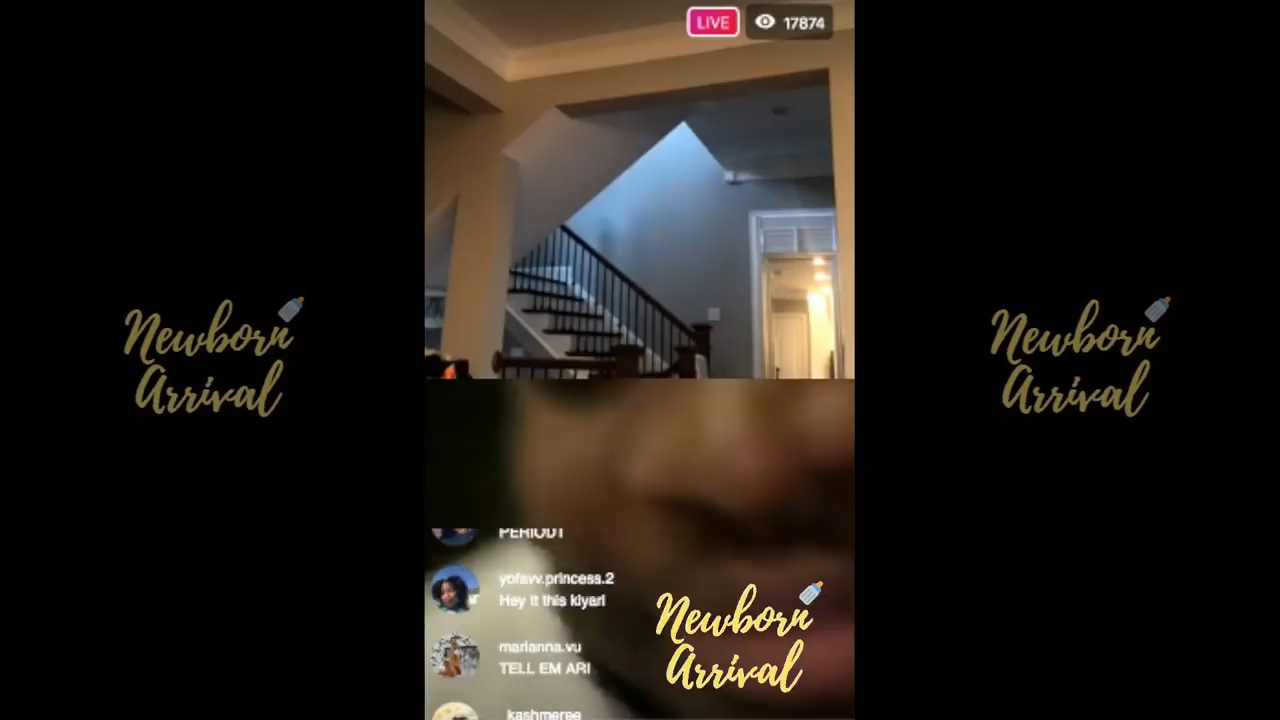 LIVE 17874
Newborn
Arrival
Newborn
Arrival
PERIODT
yofavv.princess.2
Hey it this kiyari
marianna.vu
TELL EM ARI
Newborn
Arrival
kashmeree